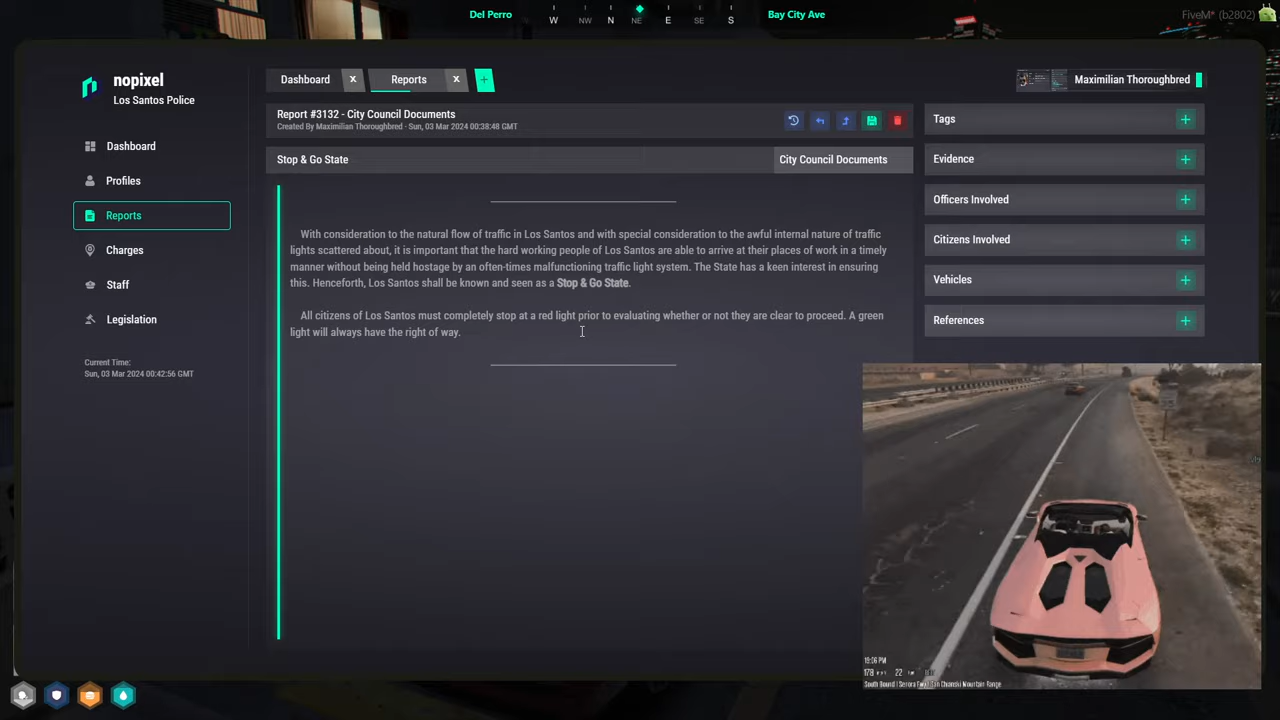 Del Perro
W NW N NE E SE S
Bay City Ave
FiveM* (b2802)
nopixel
Los Santos Police
Dashboard x
Reports x
+
Maximilian Thoroughbred
Report #3132 - City Council Documents
Created By Maximilian Thoroughbred · Sun, 03 Mar 2024 00:38:48 GMT
Stop & Go State
City Council Documents
Dashboard
Profiles
Reports
Charges
Staff
Legislation
Current Time:
Sun, 03 Mar 2024 00:42:56 GMT
With consideration to the natural flow of traffic in Los Santos and with special consideration to the awful internal nature of traffic
lights scattered about, it is important that the hard working people of Los Santos are able to arrive at their places of work in a timely
manner without being held hostage by an often-times malfunctioning traffic light system. The State has a keen interest in ensuring
this. Henceforth, Los Santos shall be known and seen as a Stop & Go State.
All citizens of Los Santos must completely stop at a red light prior to evaluating whether or not they are clear to proceed. A green
light will always have the right of way.
Tags +
Evidence +
Officers Involved +
Citizens Involved +
Vehicles +
References +
19:26 PM
South Bound |
Mountain Range